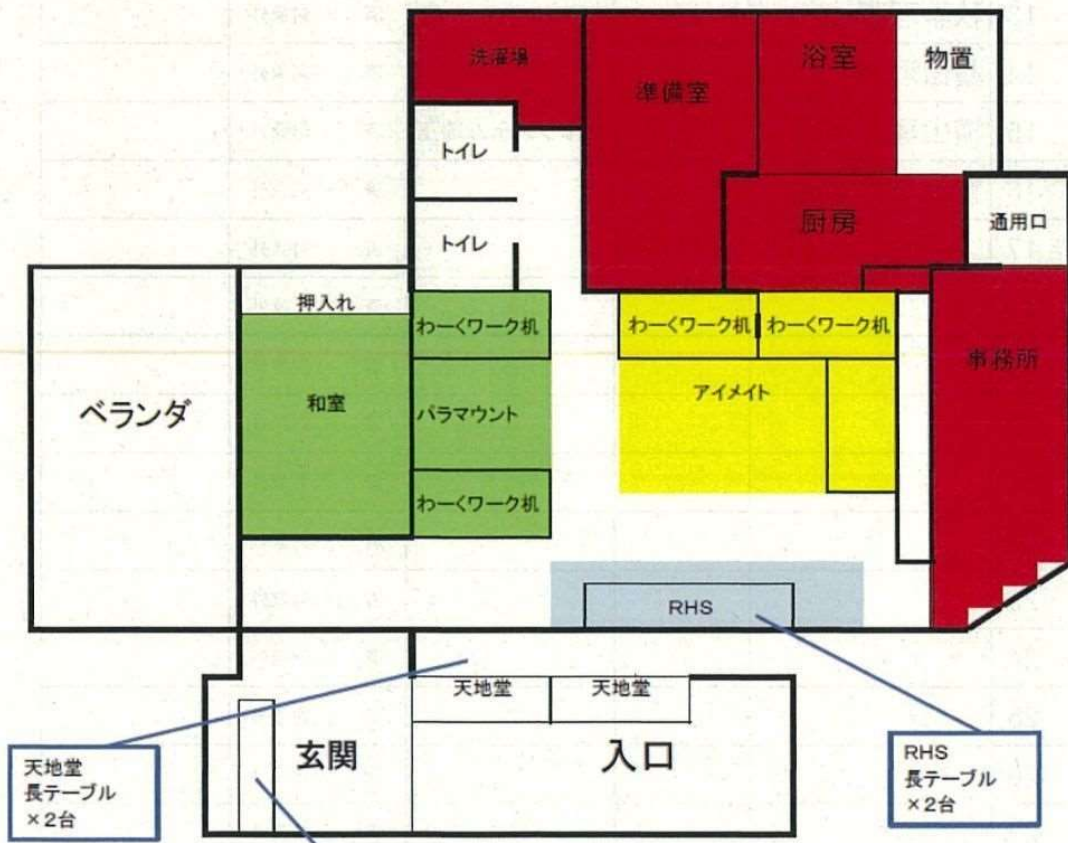 洗濯場
準備室
浴室
物置
トイレ
トイレ
厨房
通用口
押入れ
わーくワーク机
わーくワーク机
わーくワーク机
事務所
ベランダ
和室
パラマウント
アイメイト
わーくワーク机
RHS
天地堂
天地堂
玄関
入口
天地堂
長テーブル
×2台
RHS
長テーブル
×2台